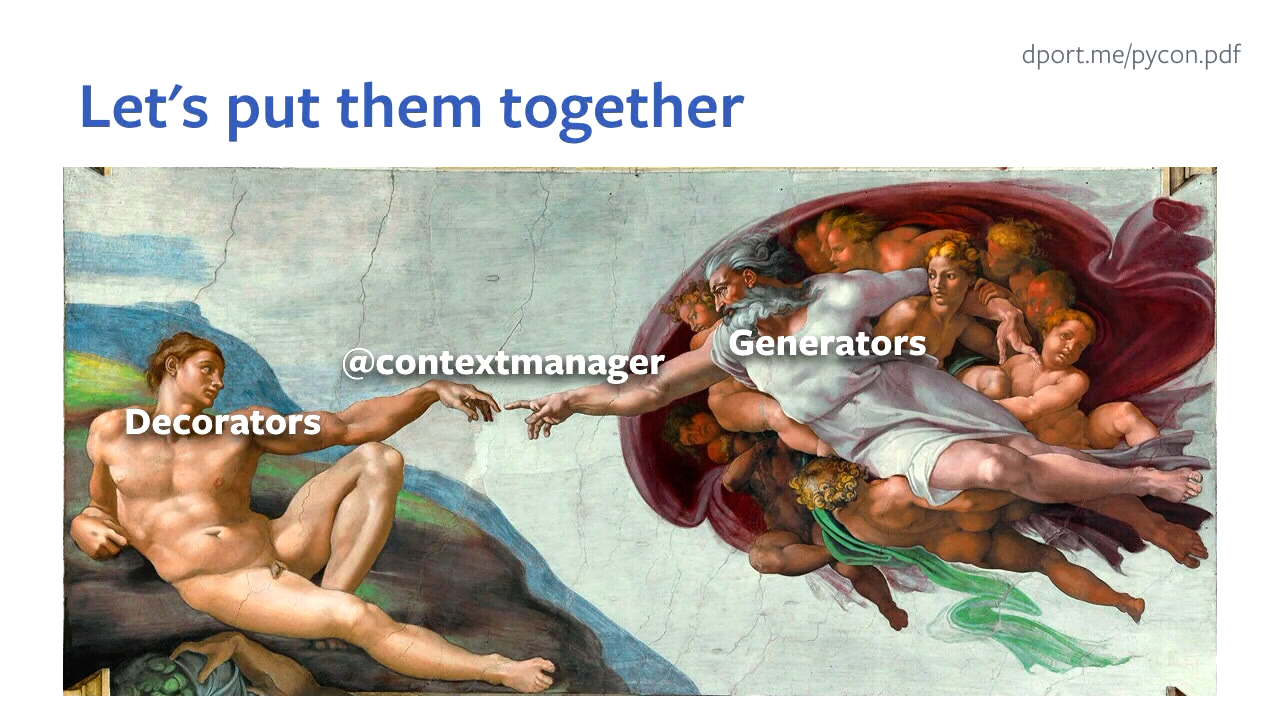 dport.me/pycon.pdf
Let's put them together
@contextmanager
Generators
Decorators